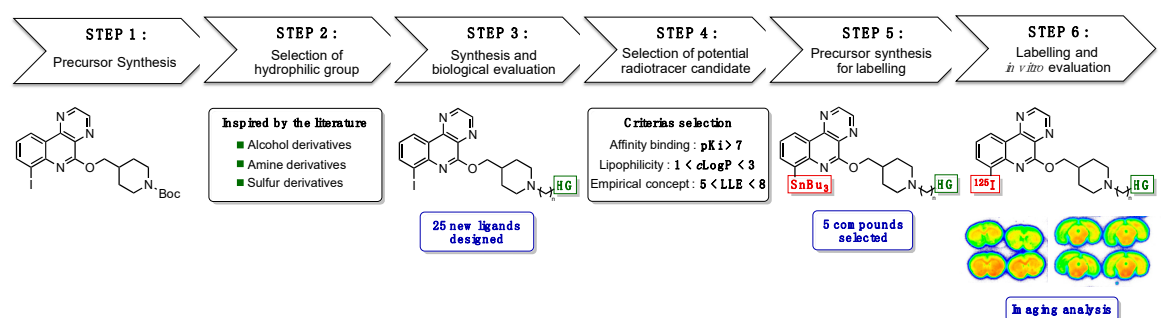 STEP 1 :
Precursor Synthesis
STEP 2 :
Selection of
hydrophilic group
STEP 3 :
Synthesis and
biological evaluation
STEP 4 :
Selection of potential
radiotracer candidate
STEP 5 :
Precursor synthesis
for labelling
STEP 6 :
Labelling and
in vitro evaluation
N
N
N
O
I
N
Boc
Inspired by the literature
Alcohol derivatives
Amine derivatives
Sulfur derivatives
N
N
N
O
I
N
n
HG
25 new ligands
designed
Criterias selection
Affinity binding : pKi > 7
Lipophilicity : 1 < cLogP < 3
Empirical concept : 5 < LLE < 8
N
N
N
O
SnBu3
N
n
HG
5 compounds
selected
N
N
N
O
125I
N
n
HG
Imaging analysis